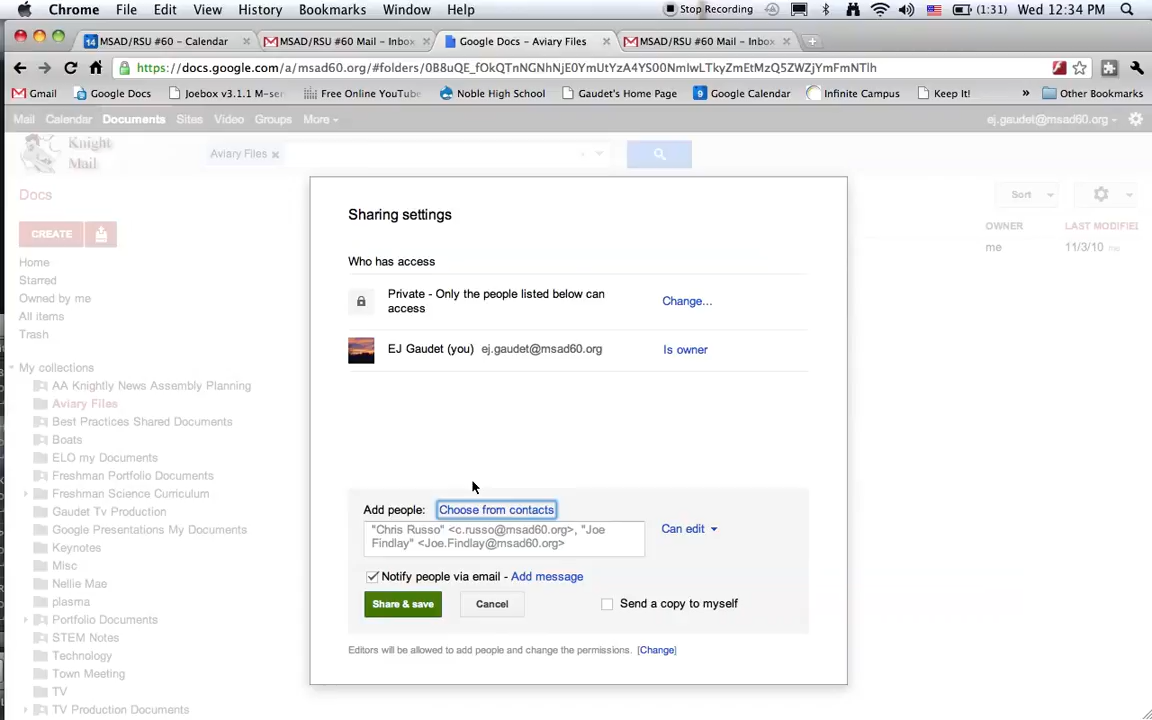 Chrome File Edit View History Bookmarks Window Help Stop Recording (1:31) Wed 12:34 PM
14 MSAD/RSU #60 - Calendar MSAD/RSU #60 Mail - Inbox Google Docs - Aviary Files MSAD/RSU #60 Mail - Inbox
https://docs.google.com/a/msad60.org/#folders/0B8uQE_fOkQTnNGNhNjE0YmUtYzA4YS00NmIwLTkyZmEtMzQ5ZWZjYmFmNTlh
Gmail Google Docs Joebox v3.1.1 M-ser Free Online YouTube Noble High School Gaudet's Home Page 9 Google Calendar Infinite Campus Keep It! » Other Bookmarks
Mail Calendar Documents Sites Video Groups More ej.gaudet@msad60.org
Knight
Mail
Aviary Files
Docs
Sort
CREATE
OWNER LAST MODIFIE
me 11/3/10 me
Home
Starred
Owned by me
All items
Trash
My collections
AA Knightly News Assembly Planning
Aviary Files
Best Practices Shared Documents
Boats
ELO my Documents
Freshman Portfolio Documents
Freshman Science Curriculum
Gaudet Tv Production
Google Presentations My Documents
Keynotes
Misc
Nellie Mae
plasma
Portfolio Documents
STEM Notes
Technology
Town Meeting
TV
TV Production Documents
Sharing settings
Who has access
Private - Only the people listed below can
access
Change...
EJ Gaudet (you) ej.gaudet@msad60.org Is owner
Add people: Choose from contacts
"Chris Russo" <c.russo@msad60.org>, "Joe
Findlay" <Joe.Findlay@msad60.org>
Can edit
Notify people via email - Add message
Share & save Cancel Send a copy to myself
Editors will be allowed to add people and change the permissions. [Change]